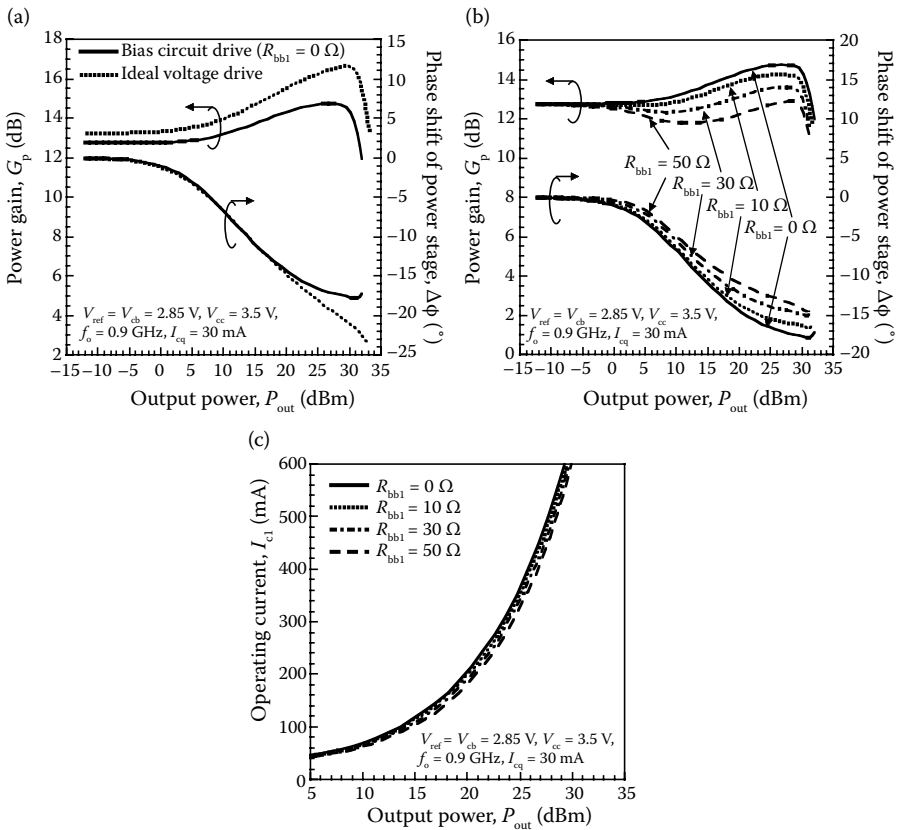 (a)
18
16
14
12
10
8
6
4
2
Power gain, Gp (dB)
Bias circuit drive (Rbb1 = 0 Ω)
Ideal voltage drive
15
10
5
0
−5
−10
−15
−20
−25
Phase shift of power stage, Δϕ (°)
Vref = Vcb = 2.85 V, Vcc = 3.5 V,
fo = 0.9 GHz, Icq = 30 mA
−15 −10 −5 0 5 10 15 20 25 30 35
Output power, Pout (dBm)
(b)
16
14
12
10
8
6
4
2
0
Power gain, Gp (dB)
20
15
10
5
0
−5
−10
−15
−20
Phase shift of power stage, Δϕ (°)
Rbb1 = 50 Ω
Rbb1 = 30 Ω
Rbb1 = 10 Ω
Rbb1 = 0 Ω
Vref = Vcb = 2.85 V, Vcc = 3.5 V,
fo = 0.9 GHz, Icq = 30 mA
−15 −10 −5 0 5 10 15 20 25 30 35
Output power, Pout (dBm)
(c)
600
500
400
300
200
100
0
Operating current, Ic1 (mA)
Rbb1 = 0 Ω
Rbb1 = 10 Ω
Rbb1 = 30 Ω
Rbb1 = 50 Ω
Vref = Vcb = 2.85 V, Vcc = 3.5 V,
fo = 0.9 GHz, Icq = 30 mA
5 10 15 20 25 30 35
Output power, Pout (dBm)